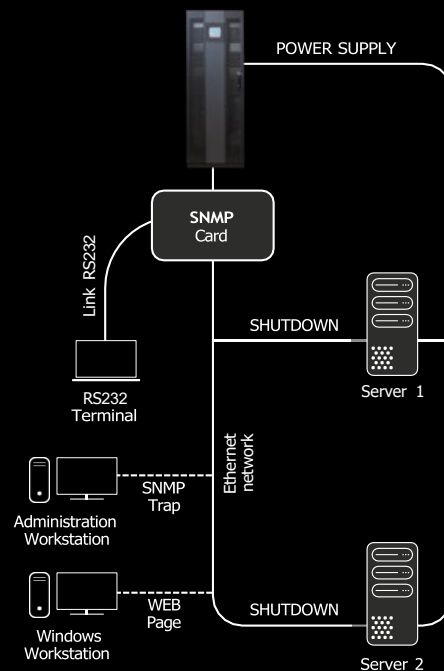 POWER SUPPLY
SNMP
Card
Link RS232
SHUTDOWN
Server 1
RS232
Terminal
Ethernet
network
SNMP
Trap
Administration
Workstation
SHUTDOWN
WEB
Page
Windows
Workstation
Server 2